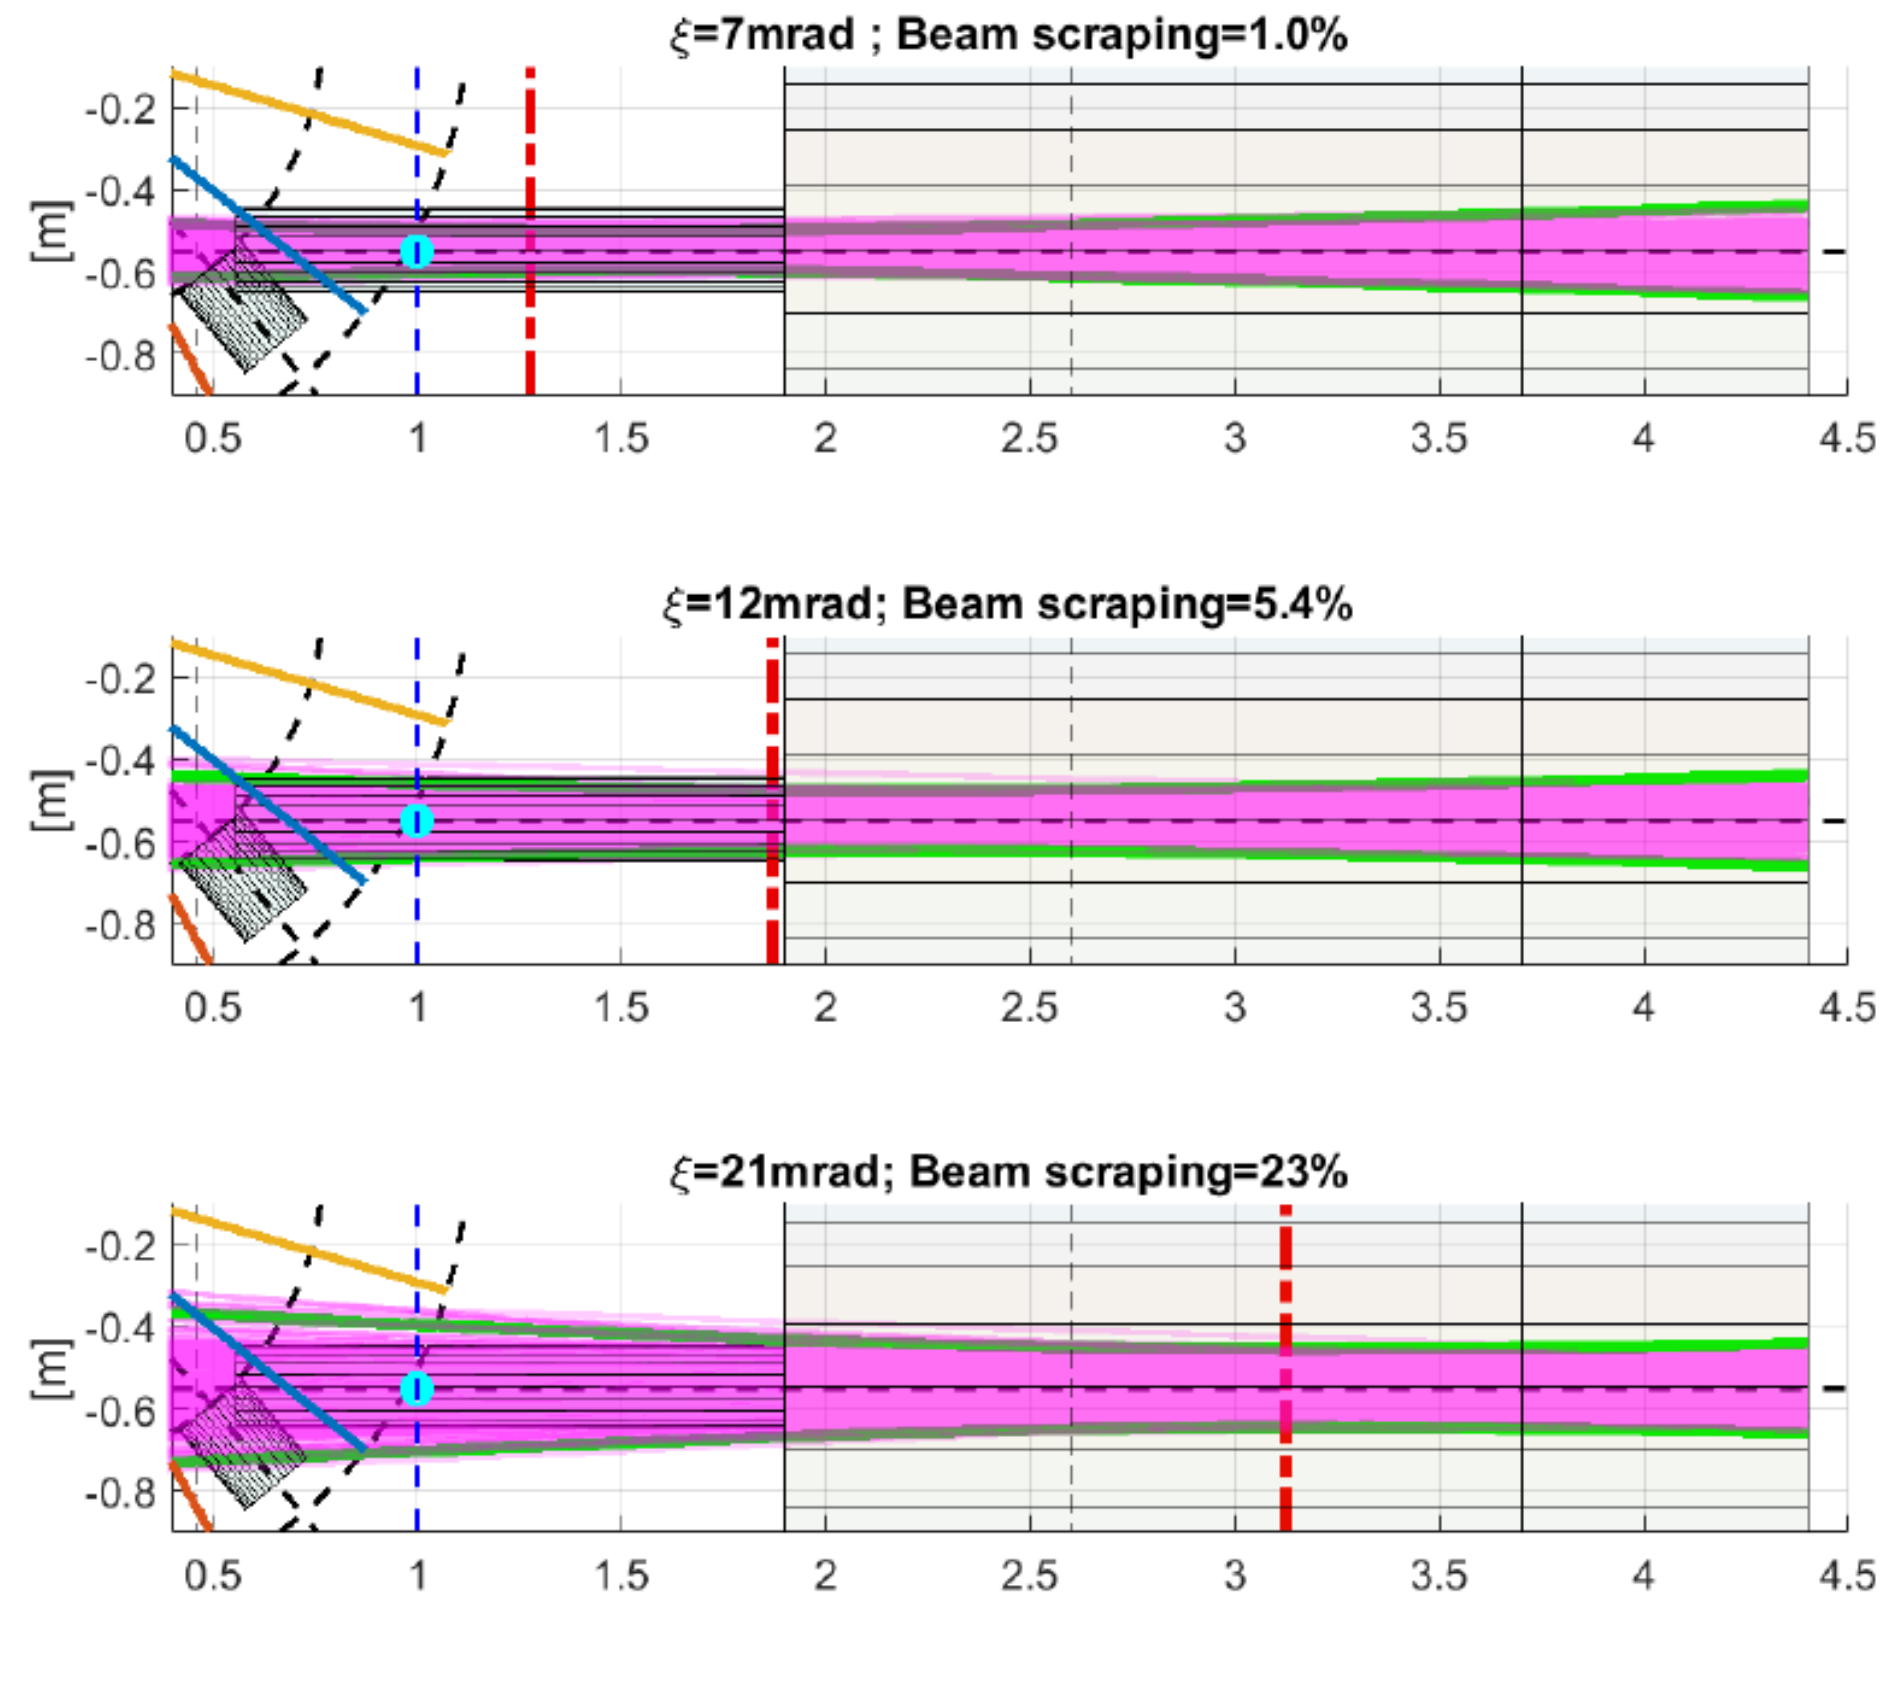 ξ=7mrad ; Beam scraping=1.0%
-0.2
-0.4
[m]
-0.6
-0.8
0.5 1 1.5 2 2.5 3 3.5 4 4.5
ξ=12mrad; Beam scraping=5.4%
-0.2
-0.4
[m]
-0.6
-0.8
0.5 1 1.5 2 2.5 3 3.5 4 4.5
ξ=21mrad; Beam scraping=23%
-0.2
-0.4
[m]
-0.6
-0.8
0.5 1 1.5 2 2.5 3 3.5 4 4.5